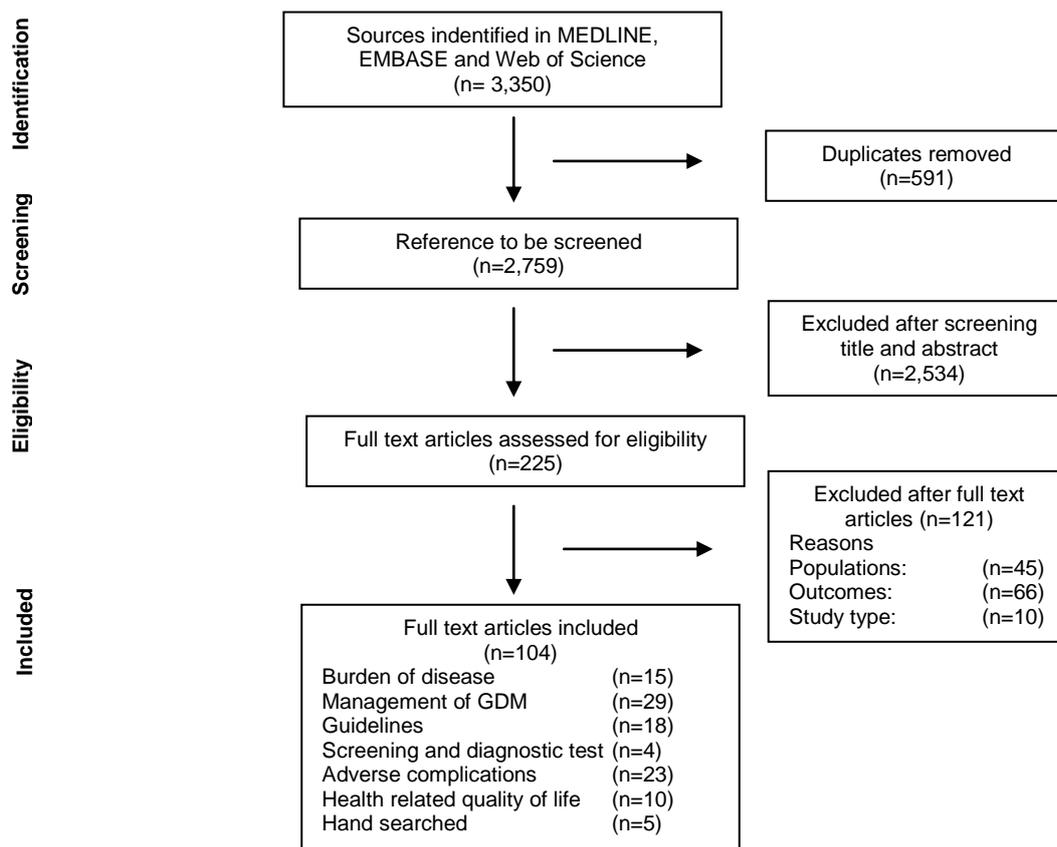 Identification
Sources indentified in MEDLINE,
EMBASE and Web of Science
(n= 3,350)
Duplicates removed
(n=591)
Screening
Reference to be screened
(n=2,759)
Excluded after screening
title and abstract
(n=2,534)
Eligibility
Full text articles assessed for eligibility
(n=225)
Excluded after full text
articles (n=121)
Reasons
Populations: (n=45)
Outcomes: (n=66)
Study type: (n=10)
Included
Full text articles included
(n=104)
Burden of disease (n=15)
Management of GDM (n=29)
Guidelines (n=18)
Screening and diagnostic test (n=4)
Adverse complications (n=23)
Health related quality of life (n=10)
Hand searched (n=5)